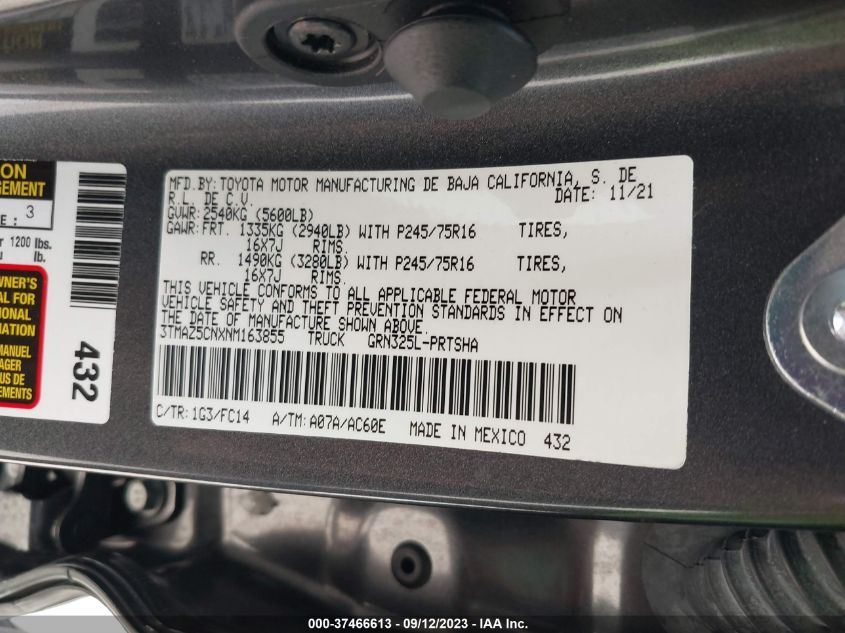 ON
GEMENT
E : 3
r 1200 lbs.
lb.
WNER'S
AL FOR
IONAL
MATION
MANUEL
AGER
US DE
EMENTS
432
MFD.BY: TOYOTA MOTOR MANUFACTURING DE BAJA CALIFORNIA, S. DE
R.L. DE C.V. DATE: 11/21
GVWR: 2540KG (5600LB)
GAWR: FRT. 1335KG (2940LB) WITH P245/75R16 TIRES,
16X7J RIMS.
RR. 1490KG (3280LB) WITH P245/75R16 TIRES,
16X7J RIMS.
THIS VEHICLE CONFORMS TO ALL APPLICABLE FEDERAL MOTOR
VEHICLE SAFETY AND THEFT PREVENTION STANDARDS IN EFFECT ON
THE DATE OF MANUFACTURE SHOWN ABOVE.
3TMAZ5CNXNM163855 TRUCK GRN325L-PRTSHA
C/TR: 1G3/FC14 A/TM: A07A/AC60E MADE IN MEXICO 432
000-37466613 - 09/12/2023 - IAA Inc.